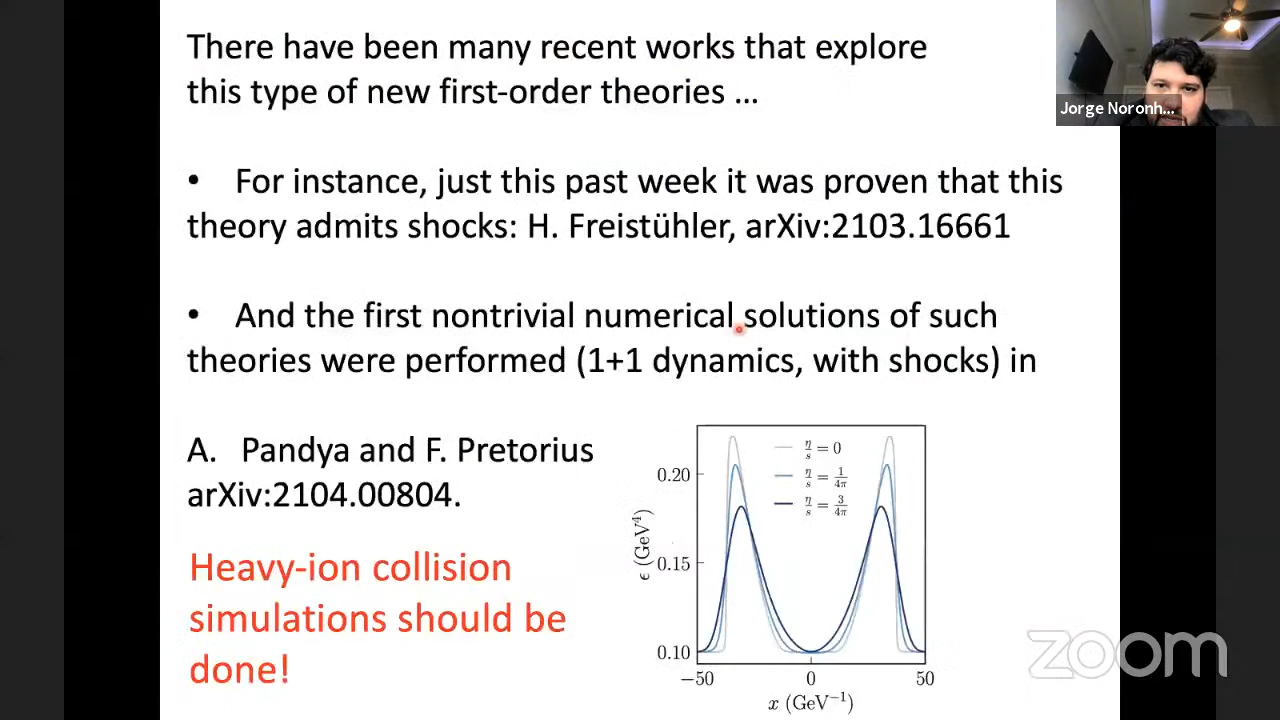 There have been many recent works that explore
this type of new first-order theories ...
Jorge Noronh...
• For instance, just this past week it was proven that this
theory admits shocks: H. Freistühler, arXiv:2103.16661
• And the first nontrivial numerical solutions of such
theories were performed (1+1 dynamics, with shocks) in
A. Pandya and F. Pretorius
arXiv:2104.00804.
Heavy-ion collision
simulations should be
done!
η/s = 0
η/s = 1/4π
η/s = 3/4π
0.20
0.15
0.10
ϵ (GeV⁴)
−50 0 50
x (GeV⁻¹)
zoom